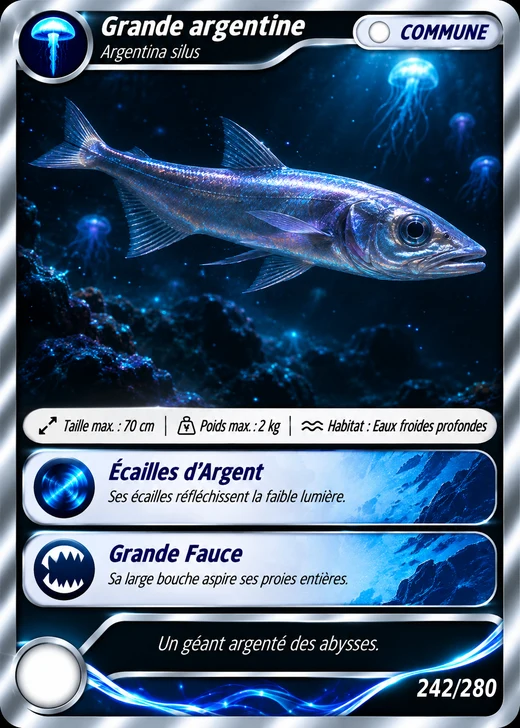 Grande argentine
COMMUNE
Argentina silus
Taille max. : 70 cm
Poids max. : 2 kg
Habitat : Eaux froides profondes
Écailles d'Argent
Ses écailles réfléchissent la faible lumière.
Grande Fauce
Sa large bouche aspire ses proies entières.
Un géant argenté des abysses.
242/280